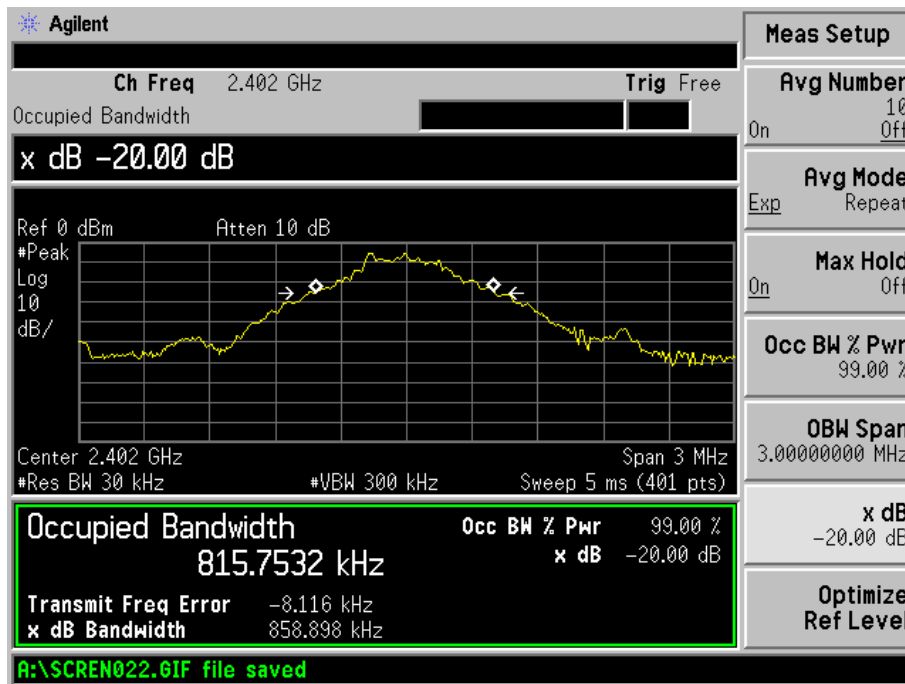 Agilent
Ch Freq 2.402 GHz Trig Free
Occupied Bandwidth
x dB -20.00 dB
Ref 0 dBm Atten 10 dB
#Peak
Log
10
dB/
Center 2.402 GHz Span 3 MHz
#Res BW 30 kHz #VBW 300 kHz Sweep 5 ms (401 pts)
Occupied Bandwidth
815.7532 kHz
Occ BW % Pwr 99.00 %
x dB -20.00 dB
Transmit Freq Error -8.116 kHz
x dB Bandwidth 858.898 kHz
A:\SCREN022.GIF file saved
Meas Setup
Avg Number
10
On Off
Avg Mode
Exp Repeat
Max Hold
On Off
Occ BW % Pwr
99.00 %
OBW Span
3.00000000 MHz
x dB
-20.00 dB
Optimize
Ref Level